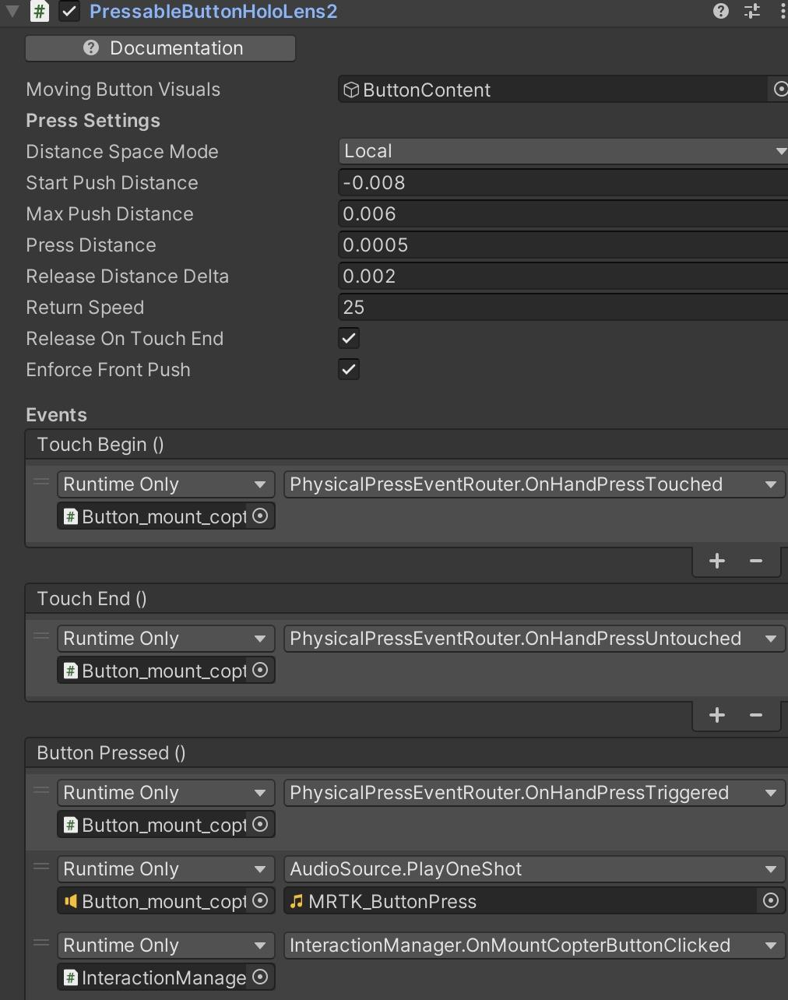 PressableButtonHoloLens2
Documentation
Moving Button Visuals ButtonContent
Press Settings
Distance Space Mode Local
Start Push Distance -0.008
Max Push Distance 0.006
Press Distance 0.0005
Release Distance Delta 0.002
Return Speed 25
Release On Touch End
Enforce Front Push
Events
Touch Begin ()
Runtime Only PhysicalPressEventRouter.OnHandPressTouched
Button_mount_copt
Touch End ()
Runtime Only PhysicalPressEventRouter.OnHandPressUntouched
Button_mount_copt
Button Pressed ()
Runtime Only PhysicalPressEventRouter.OnHandPressTriggered
Button_mount_copt
Runtime Only AudioSource.PlayOneShot
Button_mount_copt MRTK_ButtonPress
Runtime Only InteractionManager.OnMountCopterButtonClicked
InteractionManage